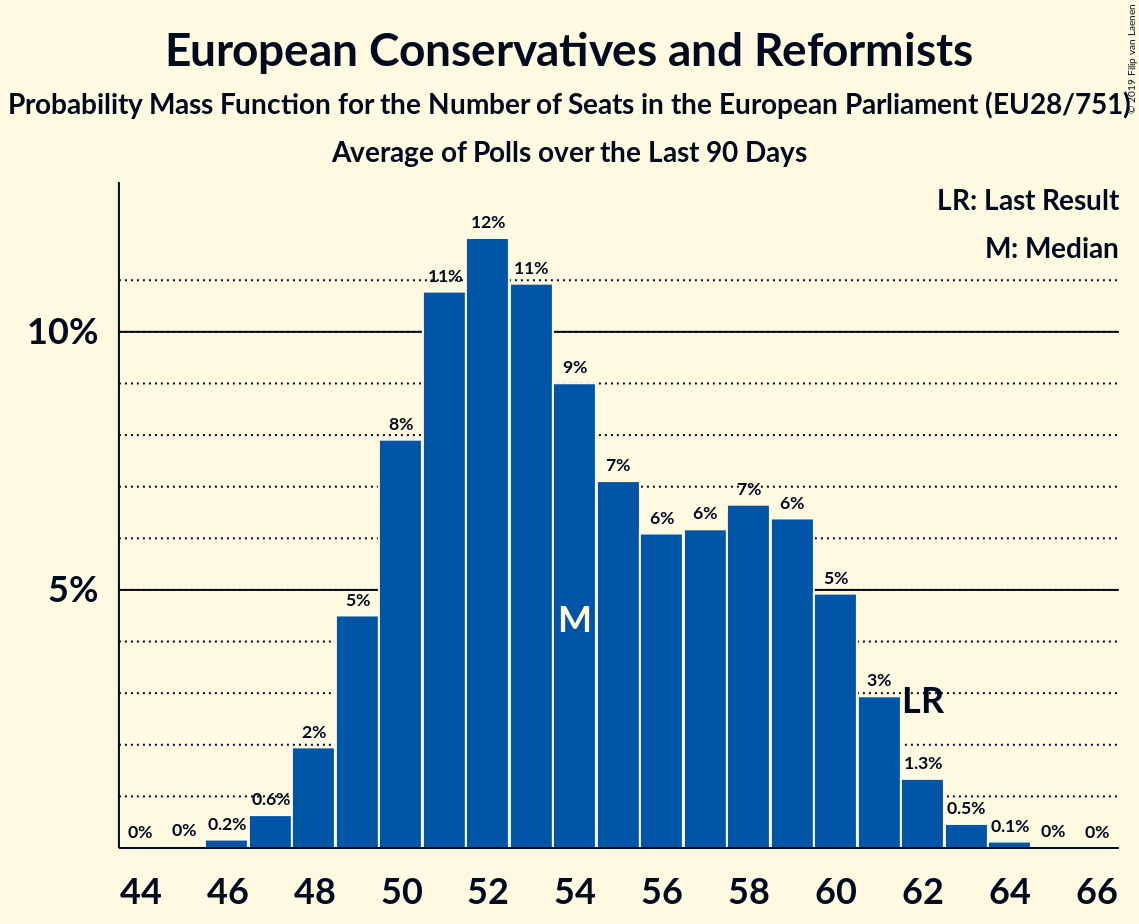 European Conservatives and Reformists
Probability Mass Function for the Number of Seats in the European Parliament (EU28/751)
Average of Polls over the Last 90 Days
© 2019 Filip van Laenen
LR: Last Result
M: Median
10%
5%
0%
0%
0.2%
0.6%
2%
5%
8%
11%
12%
11%
9%
7%
6%
6%
7%
6%
5%
3%
1.3%
0.5%
0.1%
0%
0%
M
LR
44 46 48 50 52 54 56 58 60 62 64 66